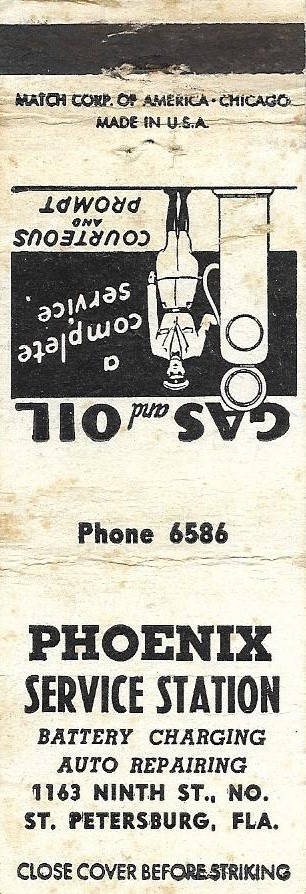 MATCH CORP. OF AMERICA • CHICAGO
MADE IN U.S.A.
GAS and OIL
a
complete
service.
COURTEOUS
AND
PROMPT
Phone 6586
PHOENIX
SERVICE STATION
BATTERY CHARGING
AUTO REPAIRING
1163 NINTH ST., NO.
ST. PETERSBURG, FLA.
CLOSE COVER BEFORE STRIKING